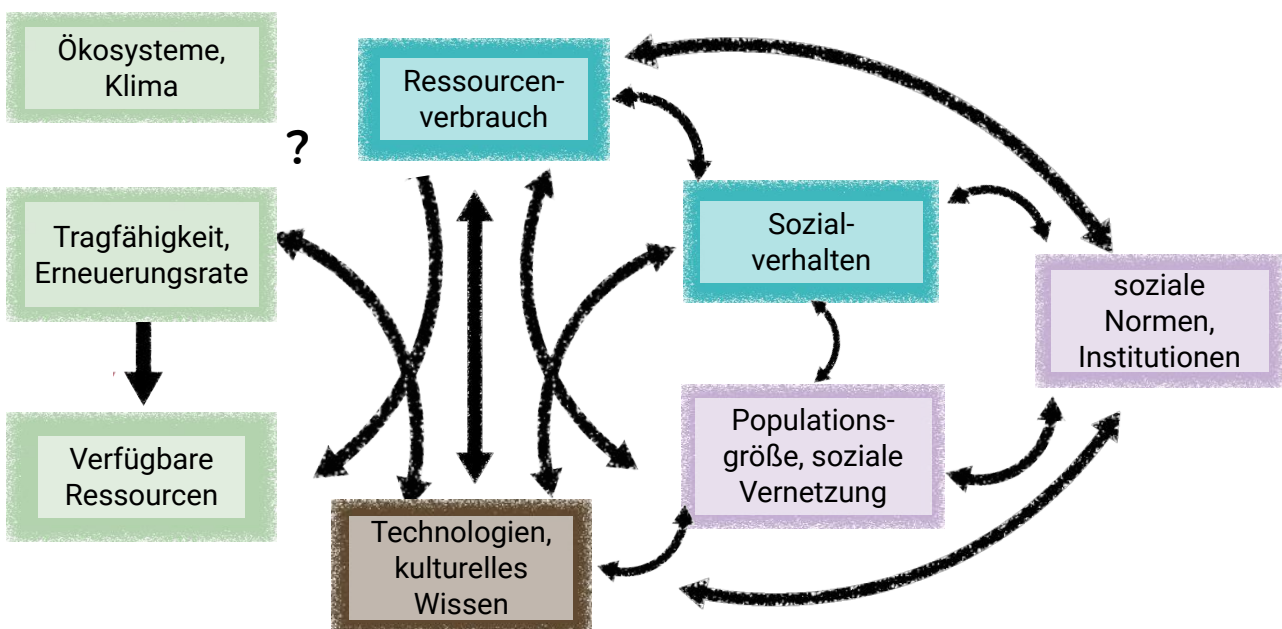 Ökosysteme,
Klima
?
Ressourcen-
verbrauch
Tragfähigkeit,
Erneuerungsrate
Sozial-
verhalten
soziale
Normen,
Institutionen
Verfügbare
Ressourcen
Populations-
größe, soziale
Vernetzung
Technologien,
kulturelles
Wissen